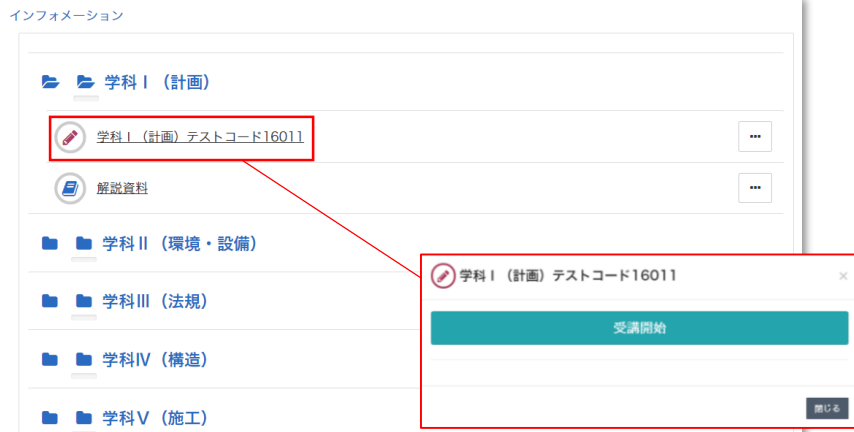 インフォメーション
学科Ⅰ（計画）
学科Ⅰ（計画）テストコード16011
解説資料
学科Ⅱ（環境・設備）
学科Ⅲ（法規）
学科Ⅳ（構造）
学科Ⅴ（施工）
学科Ⅰ（計画）テストコード16011
受講開始
閉じる